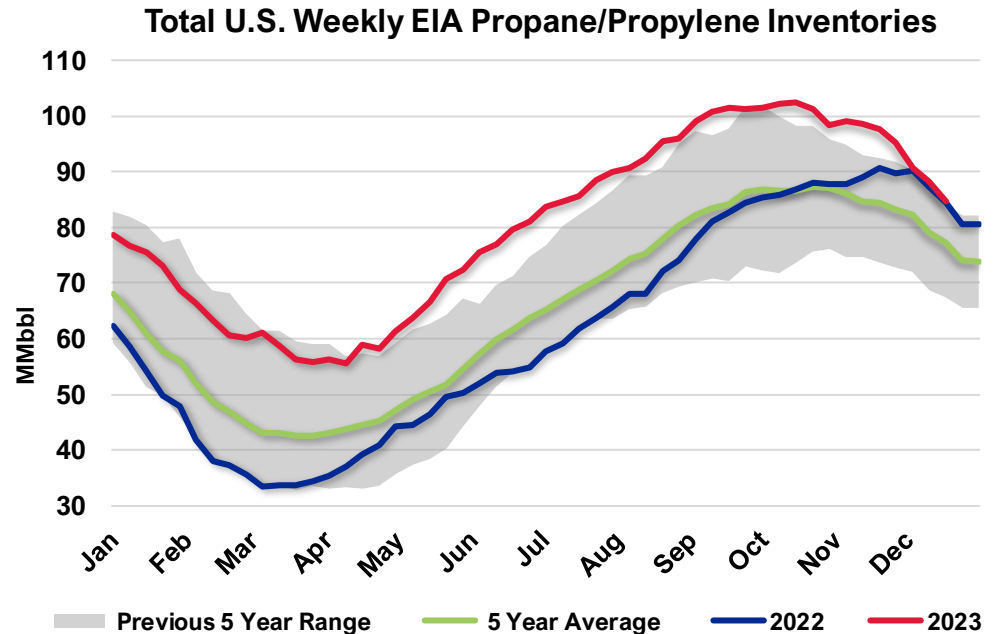 Total U.S. Weekly EIA Propane/Propylene Inventories
110
100
90
80
70
60
50
40
30
MMbbl
Jan
Feb
Mar
Apr
May
Jun
Jul
Aug
Sep
Oct
Nov
Dec
Previous 5 Year Range
5 Year Average
2022
2023